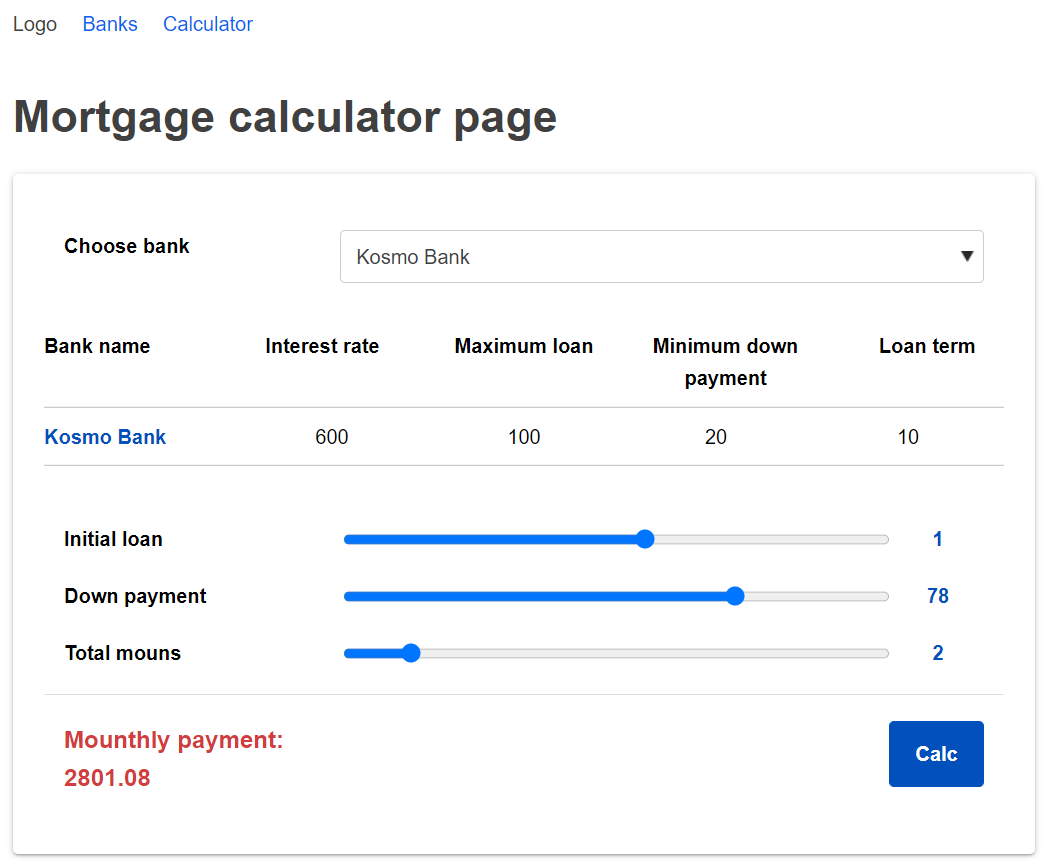 Logo Banks Calculator
Mortgage calculator page
Choose bank Kosmo Bank
Bank name Interest rate Maximum loan Minimum down payment Loan term
Kosmo Bank 600 100 20 10
Initial loan 1
Down payment 78
Total mouns 2
Mounthly payment:
2801.08
Calc